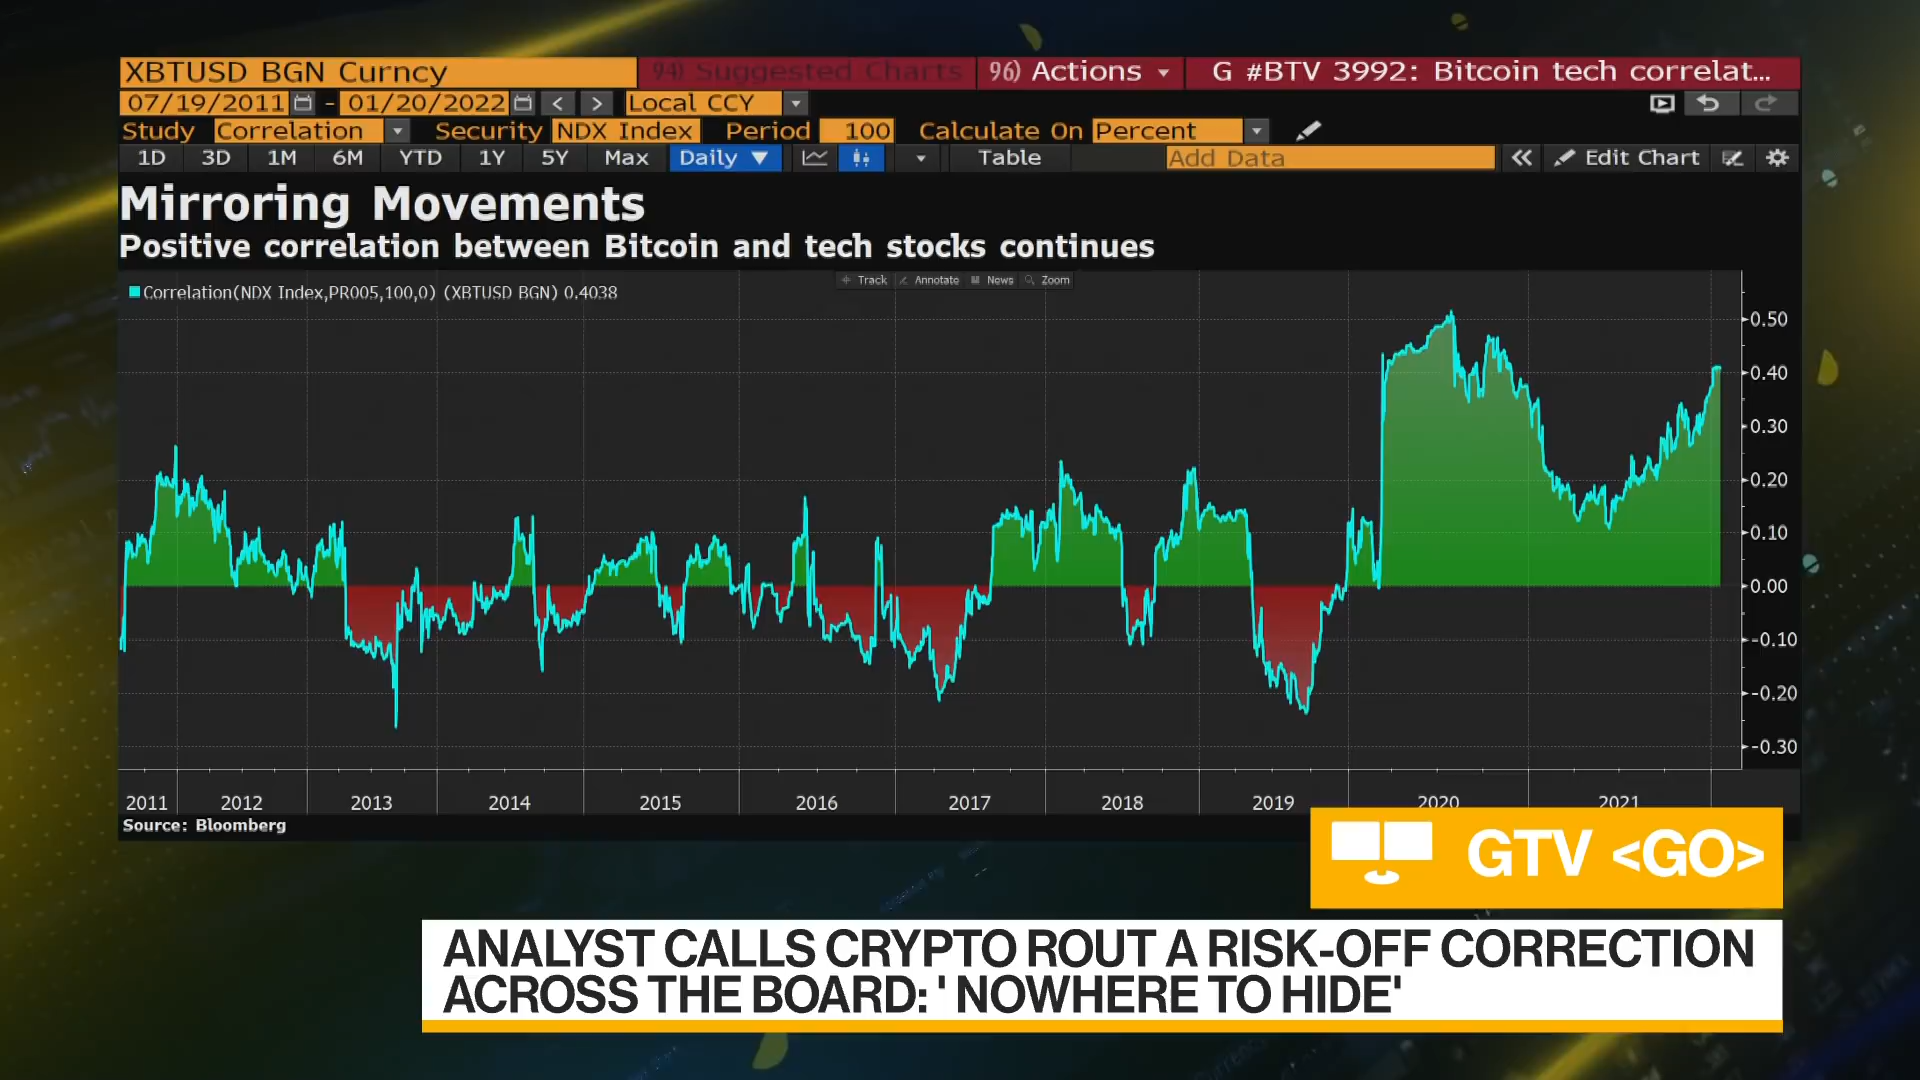 XBTUSD BGN Curncy 94) Suggested Charts 96) Actions G #BTV 3992: Bitcoin tech correlat...
07/19/2011 - 01/20/2022 < > Local CCY
Study Correlation Security NDX Index Period 100 Calculate On Percent
1D 3D 1M 6M YTD 1Y 5Y Max Daily Table Add Data Edit Chart
Mirroring Movements
Positive correlation between Bitcoin and tech stocks continues
Track Annotate News Zoom
Correlation(NDX Index,PR005,100,0) (XBTUSD BGN) 0.4038
0.50
0.40
0.30
0.20
0.10
0.00
-0.10
-0.20
-0.30
2011 2012 2013 2014 2015 2016 2017 2018 2019 2020 2021
Source: Bloomberg
GTV <GO>
ANALYST CALLS CRYPTO ROUT A RISK-OFF CORRECTION
ACROSS THE BOARD: ' NOWHERE TO HIDE'